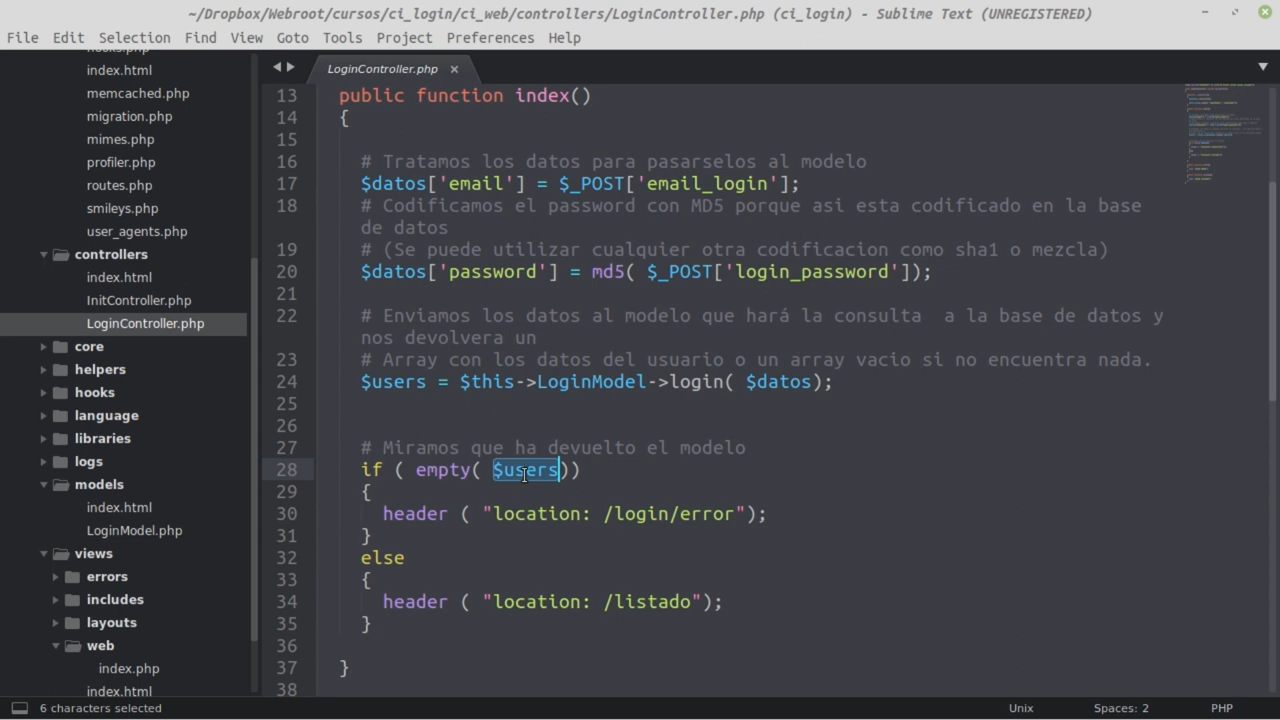 ~/Dropbox/Webroot/cursos/ci_login/ci_web/controllers/LoginController.php (ci_login) - Sublime Text (UNREGISTERED)
File Edit Selection Find View Goto Tools Project Preferences Help
hooks.php
index.html
memcached.php
migration.php
mimes.php
profiler.php
routes.php
smileys.php
user_agents.php
controllers
index.html
InitController.php
LoginController.php
core
helpers
hooks
language
libraries
logs
models
index.html
LoginModel.php
views
errors
includes
layouts
web
index.php
index.html
LoginController.php ×
13 public function index()
14 {
15
16 # Tratamos los datos para pasarselos al modelo
17 $datos['email'] = $_POST['email_login'];
18 # Codificamos el password con MD5 porque asi esta codificado en la base
de datos
19 # (Se puede utilizar cualquier otra codificacion como sha1 o mezcla)
20 $datos['password'] = md5( $_POST['login_password']);
21
22 # Enviamos los datos al modelo que hará la consulta  a la base de datos y
nos devolvera un
23 # Array con los datos del usuario o un array vacio si no encuentra nada.
24 $users = $this->LoginModel->login( $datos);
25
26
27 # Miramos que ha devuelto el modelo
28 if ( empty( $users))
29 {
30 header ( "location: /login/error");
31 }
32 else
33 {
34 header ( "location: /listado");
35 }
36
37 }
38
6 characters selected Unix Spaces: 2 PHP